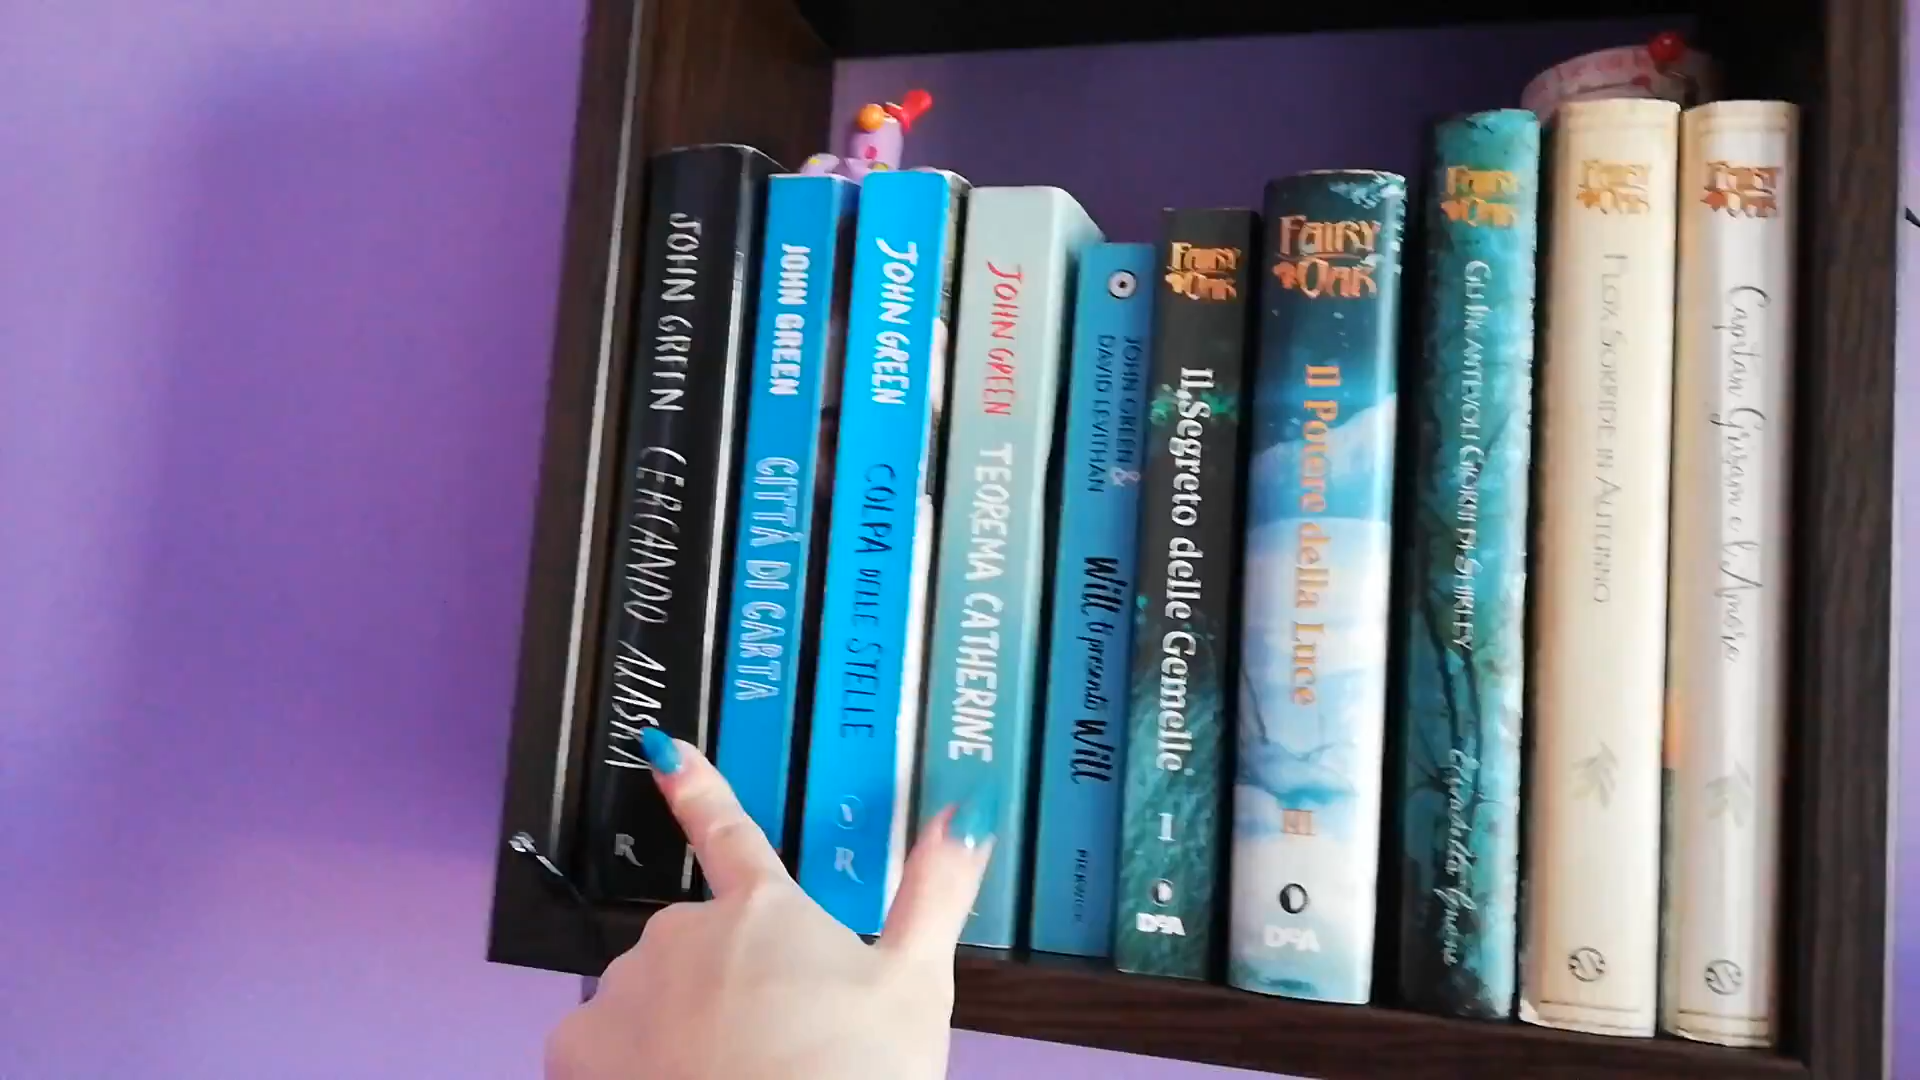 JOHN GREEN CERCANDO ALASKA
R
JOHN GREEN CITTÀ DI CARTA
JOHN GREEN COLPA DELLE STELLE
R
JOHN GREEN TEOREMA CATHERINE
JOHN GREEN &
DAVID LEVITHAN
Will ti presento Will
PICKWICK
FAIRY OAK
Il Segreto delle Gemelle
I
DeA
FAIRY OAK
Il Potere della Luce
III
DeA
FAIRY OAK
GLI INCANTEVOLI GIORNI DI SHIRLEY
Elisabetta Gnone
FAIRY OAK
FLOX SORRIDE IN AUTUNNO
FAIRY OAK
Capitan Grisam e l'Amore